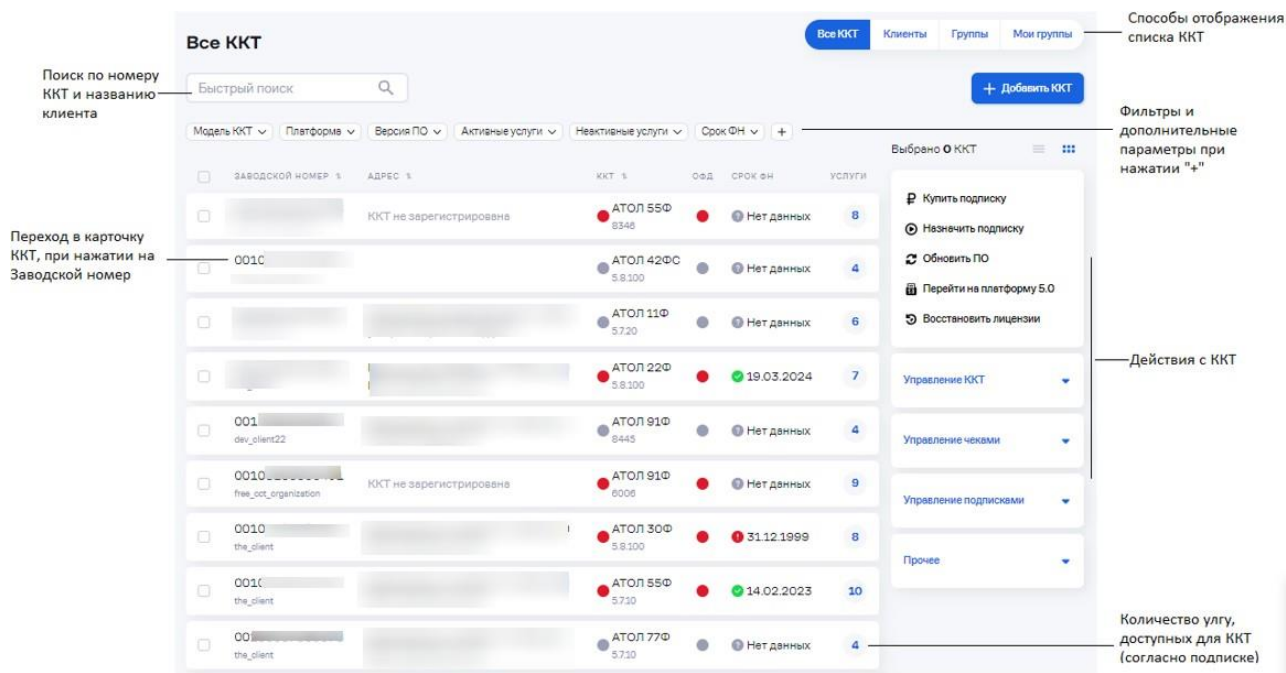 Способы отображения
списка ККТ
Все ККТ
Все ККТ Клиенты Группы Мои группы
Поиск по номеру
ККТ и названию
клиента
Быстрый поиск
+ Добавить ККТ
Фильтры и
дополнительные
параметры при
нажатии "+"
Модель ККТ Платформа Версия ПО Активные услуги Неактивные услуги Срок ФН +
Выбрано 0 ККТ
ЗАВОДСКОЙ НОМЕР АДРЕС ККТ ОФД СРОК ФН УСЛУГИ
ККТ не зарегистрирована АТОЛ 55Ф Нет данных 8
8346
Переход в карточку
ККТ, при нажатии на
Заводской номер
0010 АТОЛ 42ФС Нет данных 4
5.8.100
АТОЛ 11Ф Нет данных 6
5.7.20
АТОЛ 22Ф 19.03.2024 7
5.8.100
001 АТОЛ 91Ф Нет данных 4
dev_client22 8445
0010 ККТ не зарегистрирована АТОЛ 91Ф Нет данных 9
free_cct_organization 6006
0010 АТОЛ 30Ф 31.12.1999 8
the_client 5.8.100
001 АТОЛ 55Ф 14.02.2023 10
the_client 5.7.10
00 АТОЛ 77Ф Нет данных 4
the_client 5.7.10
Купить подписку
Назначить подписку
Обновить ПО
Перейти на платформу 5.0
Восстановить лицензии
Действия с ККТ
Управление ККТ
Управление чеками
Управление подписками
Прочее
Количество улгу,
доступных для ККТ
(согласно подписке)